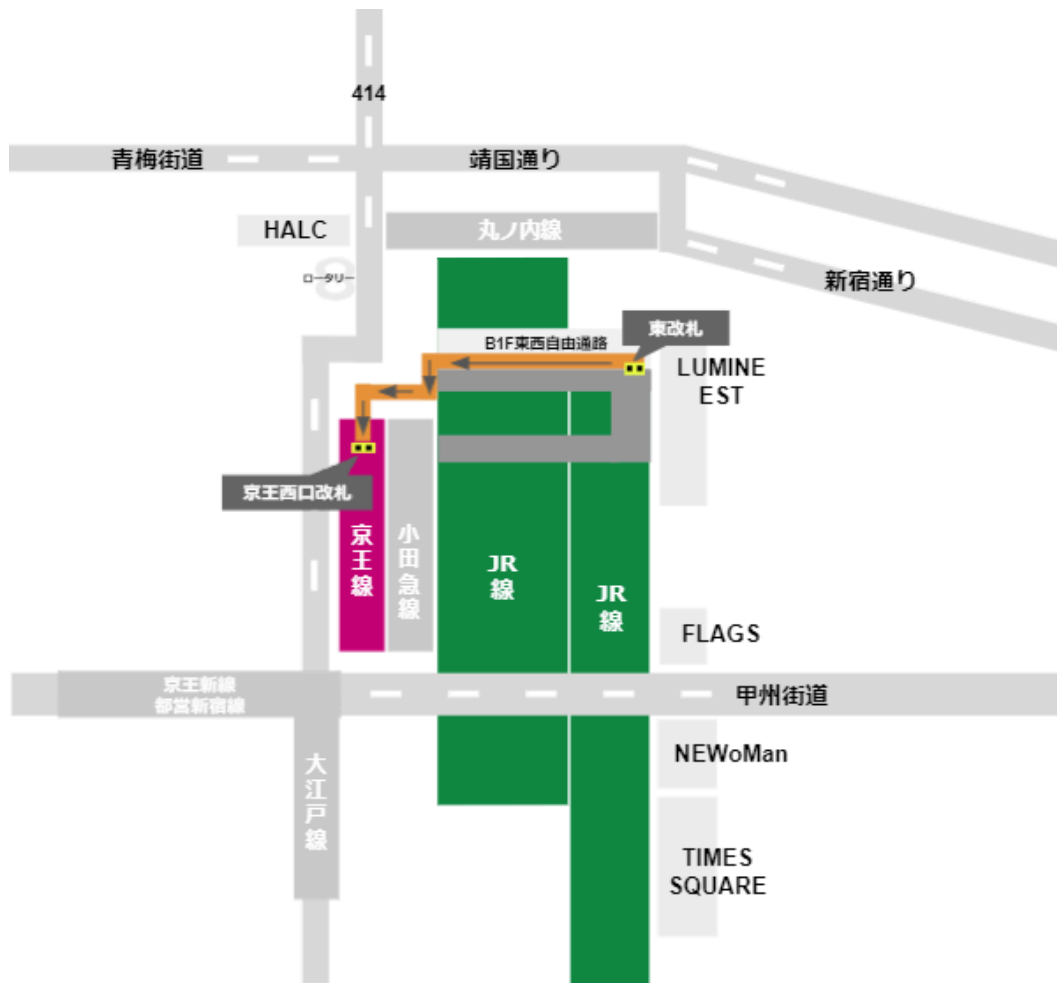 414
青梅街道
靖国通り
HALC
丸ノ内線
ロータリー
新宿通り
東改札
B1F東西自由通路
LUMINE
EST
京王西口改札
京王線
小田急線
JR
線
JR
線
FLAGS
京王新線
都営新宿線
甲州街道
大江戸線
NEWoMan
TIMES
SQUARE